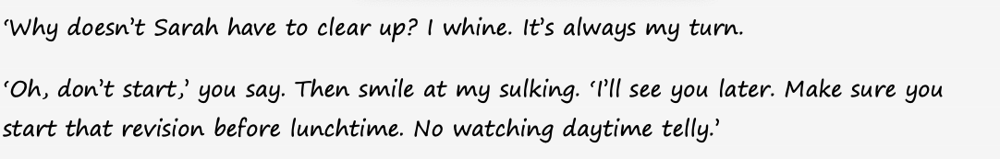 ‘Why doesn’t Sarah have to clear up? I whine. It’s always my turn.
‘Oh, don’t start,’ you say. Then smile at my sulking. ‘I’ll see you later. Make sure you
start that revision before lunchtime. No watching daytime telly.’